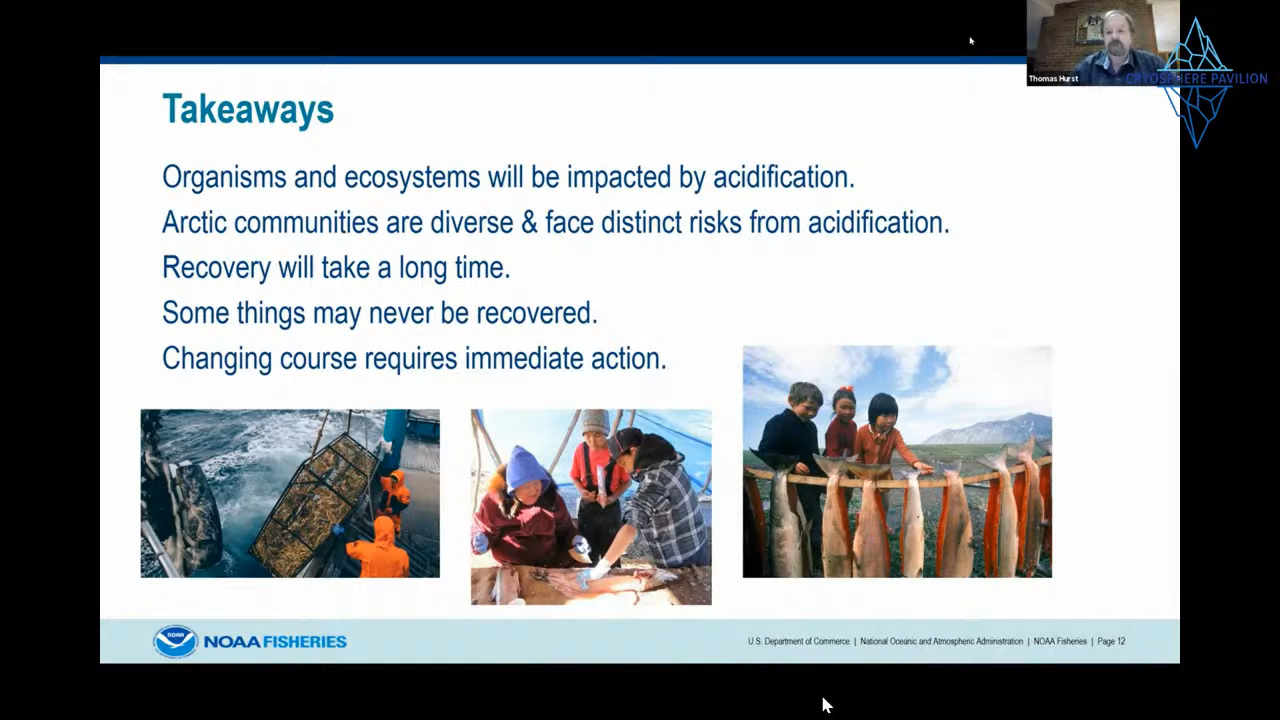 Thomas Hurst
CRYOSPHERE PAVILION
Takeaways
Organisms and ecosystems will be impacted by acidification.
Arctic communities are diverse & face distinct risks from acidification.
Recovery will take a long time.
Some things may never be recovered.
Changing course requires immediate action.
NOAA
NOAA FISHERIES
U.S. Department of Commerce | National Oceanic and Atmospheric Administration | NOAA Fisheries | Page 12